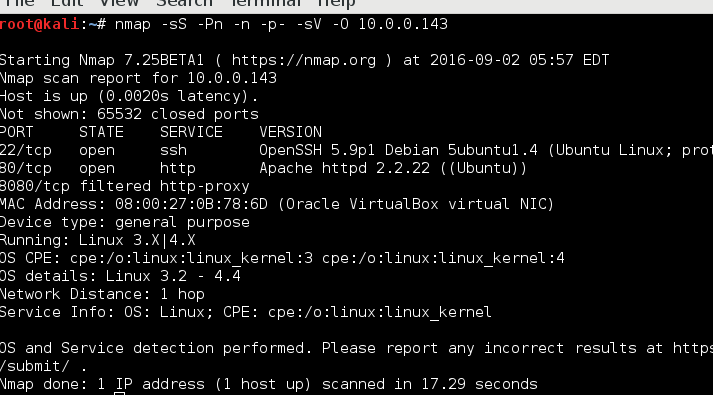 File Edit View Search Terminal Help
root@kali:~# nmap -sS -Pn -n -p- -sV -O 10.0.0.143
Starting Nmap 7.25BETA1 ( https://nmap.org ) at 2016-09-02 05:57 EDT
Nmap scan report for 10.0.0.143
Host is up (0.0020s latency).
Not shown: 65532 closed ports
PORT     STATE    SERVICE    VERSION
22/tcp   open     ssh        OpenSSH 5.9p1 Debian 5ubuntu1.4 (Ubuntu Linux; prot
80/tcp   open     http       Apache httpd 2.2.22 ((Ubuntu))
8080/tcp filtered http-proxy
MAC Address: 08:00:27:0B:78:6D (Oracle VirtualBox virtual NIC)
Device type: general purpose
Running: Linux 3.X|4.X
OS CPE: cpe:/o:linux:linux_kernel:3 cpe:/o:linux:linux_kernel:4
OS details: Linux 3.2 - 4.4
Network Distance: 1 hop
Service Info: OS: Linux; CPE: cpe:/o:linux:linux_kernel
OS and Service detection performed. Please report any incorrect results at https
/submit/ .
Nmap done: 1 IP address (1 host up) scanned in 17.29 seconds